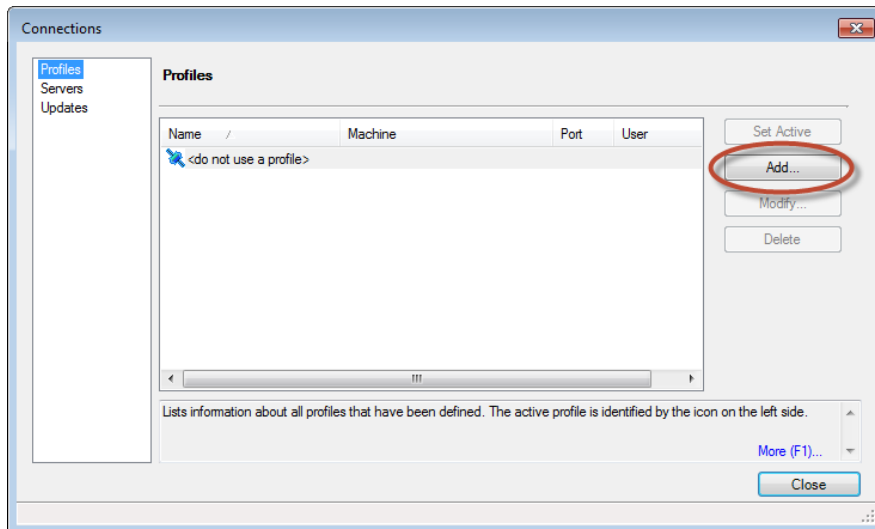 Connections
Profiles
Servers
Updates
Profiles
Name Machine Port User
<do not use a profile>
Set Active
Add...
Modify...
Delete
Lists information about all profiles that have been defined. The active profile is identified by the icon on the left side.
More (F1)...
Close